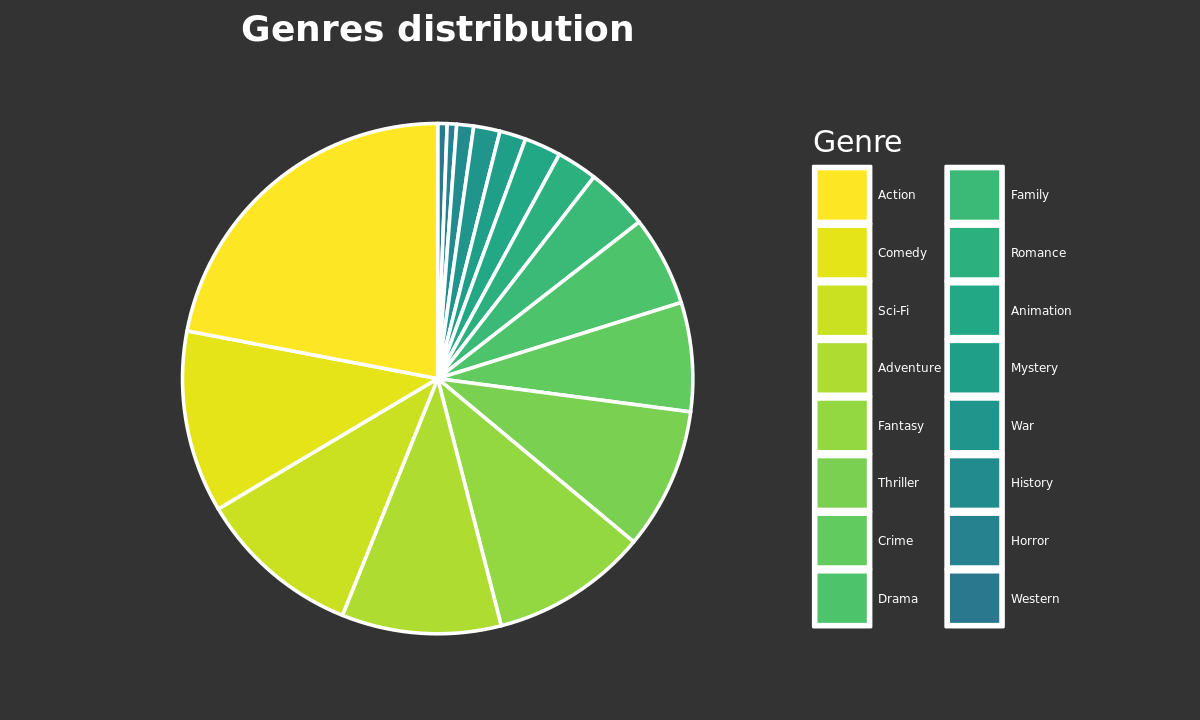 Genres distribution
Genre
Action
Comedy
Sci-Fi
Adventure
Fantasy
Thriller
Crime
Drama
Family
Romance
Animation
Mystery
War
History
Horror
Western